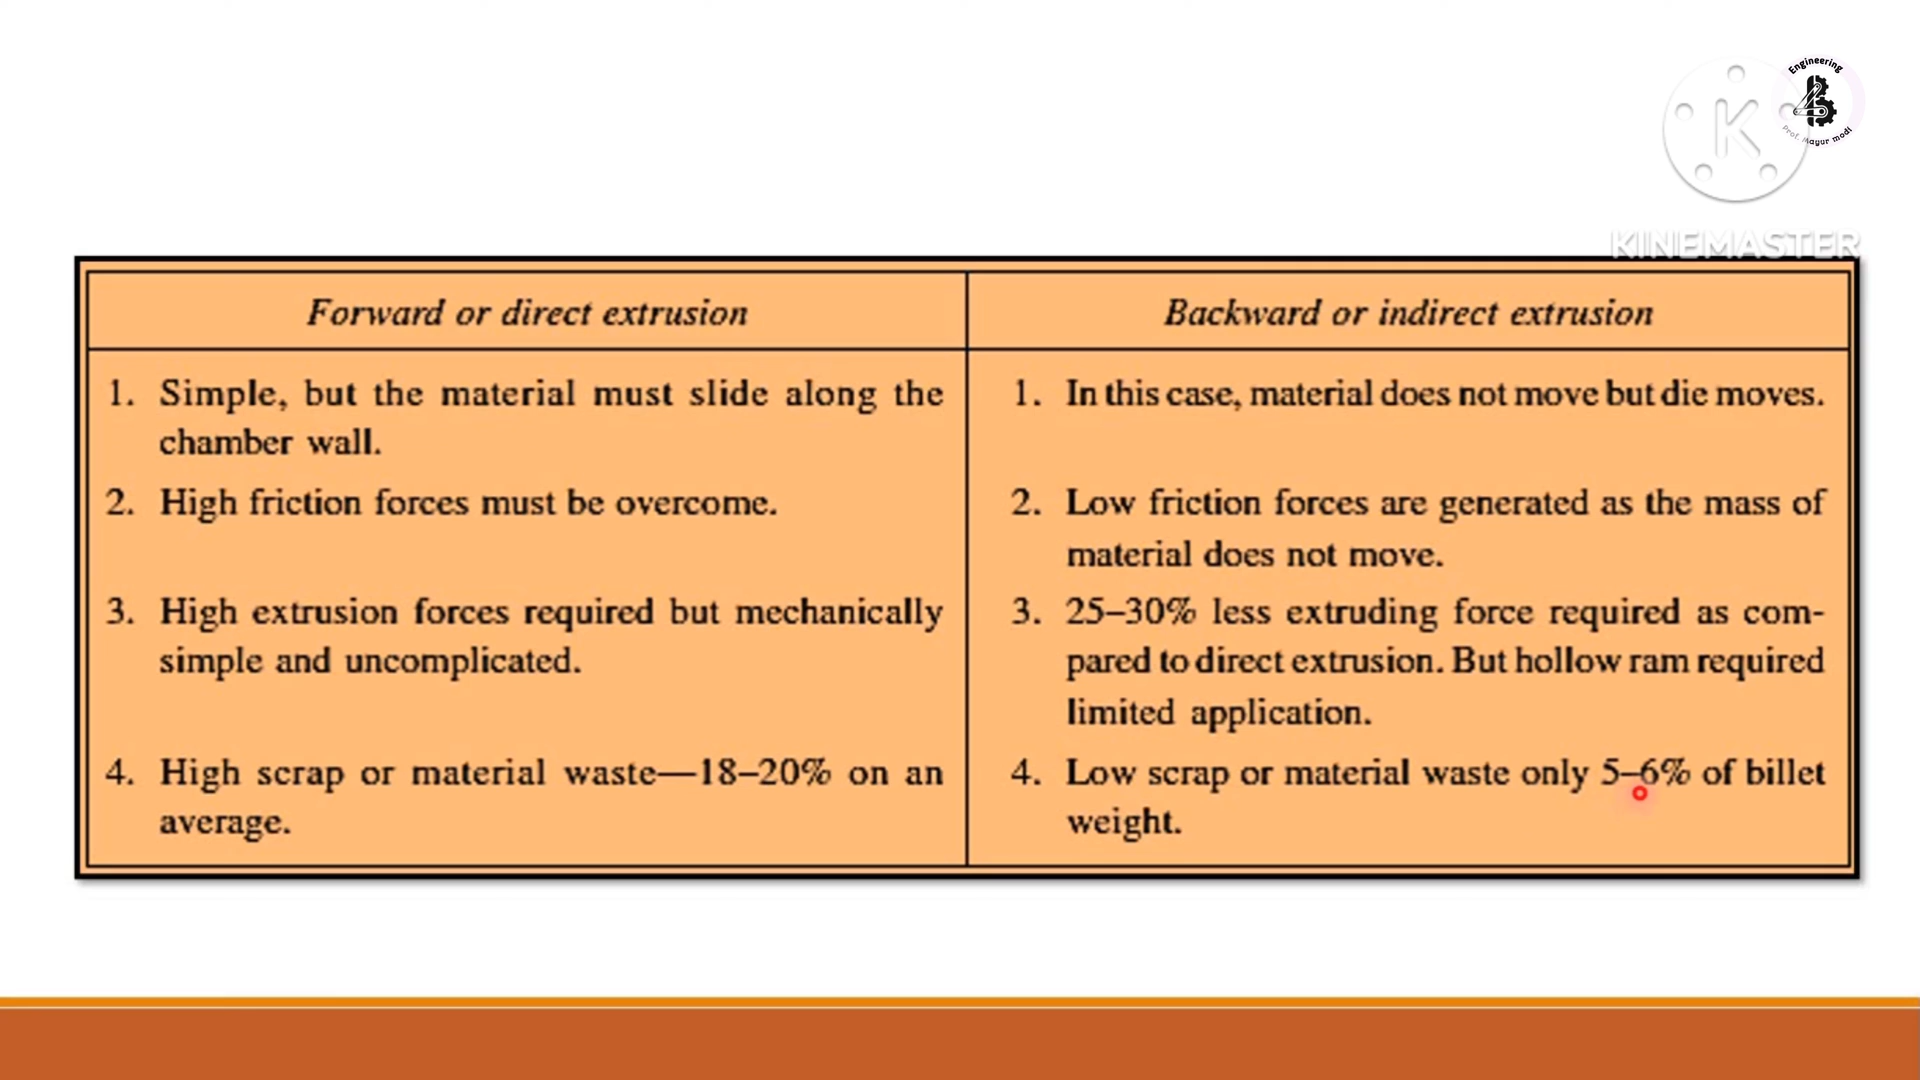 Engineering
Prof. Mayur modi
K
KINEMASTER
Forward or direct extrusion
1. Simple, but the material must slide along the
chamber wall.
2. High friction forces must be overcome.
3. High extrusion forces required but mechanically
simple and uncomplicated.
4. High scrap or material waste—18–20% on an
average.
Backward or indirect extrusion
1. In this case, material does not move but die moves.
2. Low friction forces are generated as the mass of
material does not move.
3. 25–30% less extruding force required as com-
pared to direct extrusion. But hollow ram required
limited application.
4. Low scrap or material waste only 5–6% of billet
weight.